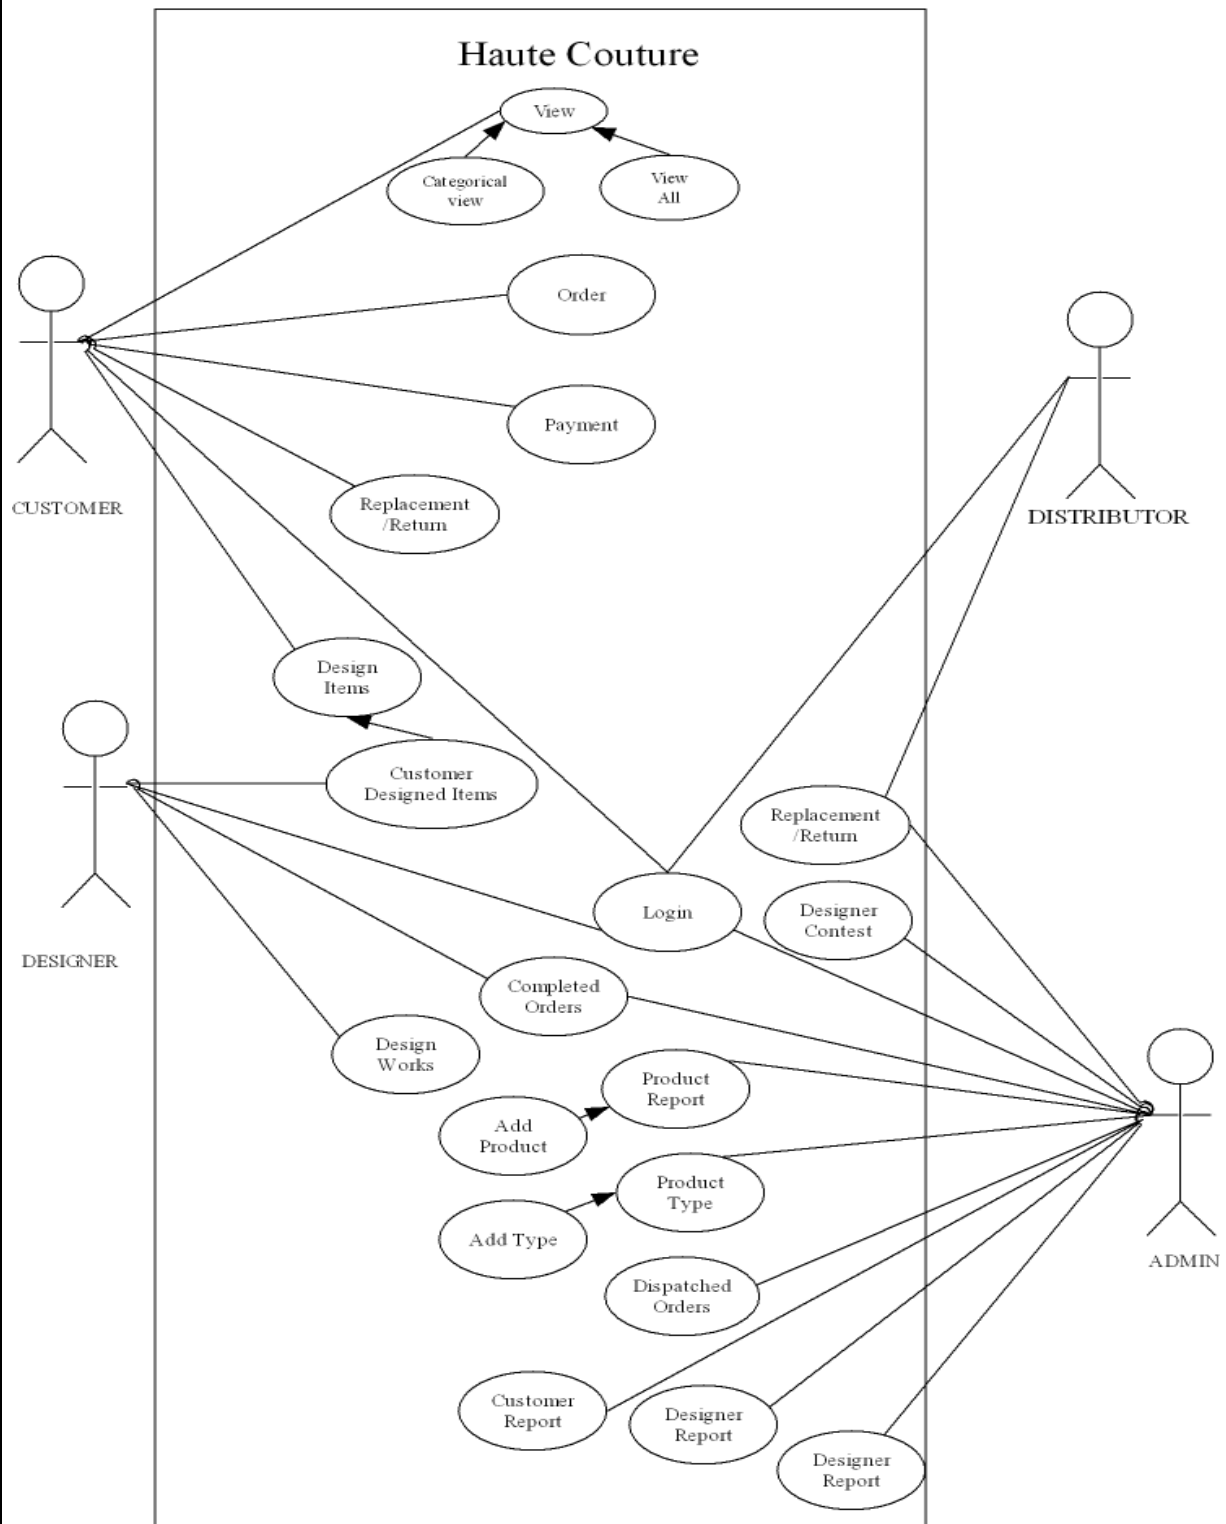 Haute Couture
View
Categorical
view
View
All
Order
Payment
Replacement
/Return
CUSTOMER
DISTRIBUTOR
Design
Items
Customer
Designed Items
Replacement
/Return
Login
Designer
Contest
DESIGNER
Completed
Orders
Design
Works
Product
Report
Add
Product
Product
Type
Add Type
ADMIN
Dispatched
Orders
Customer
Report
Designer
Report
Designer
Report